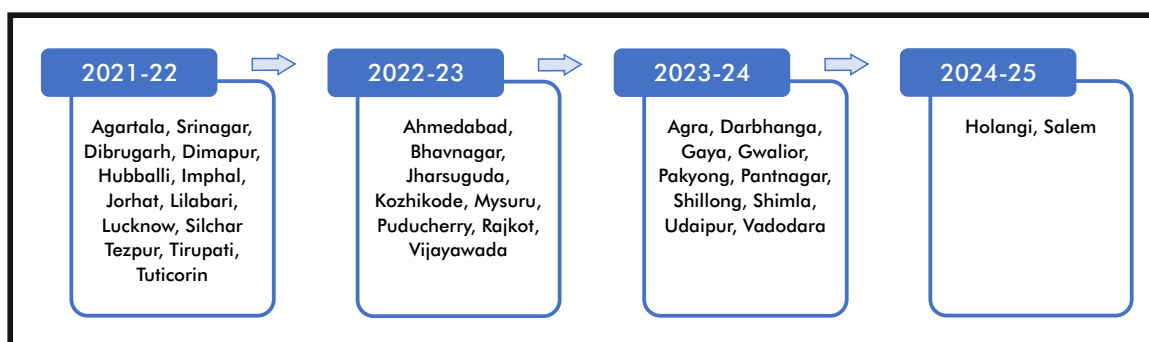 2021-22
Agartala, Srinagar,
Dibrugarh, Dimapur,
Hubballi, Imphal,
Jorhat, Lilabari,
Lucknow, Silchar
Tezpur, Tirupati,
Tuticorin
2022-23
Ahmedabad,
Bhavnagar,
Jharsuguda,
Kozhikode, Mysuru,
Puducherry, Rajkot,
Vijayawada
2023-24
Agra, Darbhanga,
Gaya, Gwalior,
Pakyong, Pantnagar,
Shillong, Shimla,
Udaipur, Vadodara
2024-25
Holangi, Salem